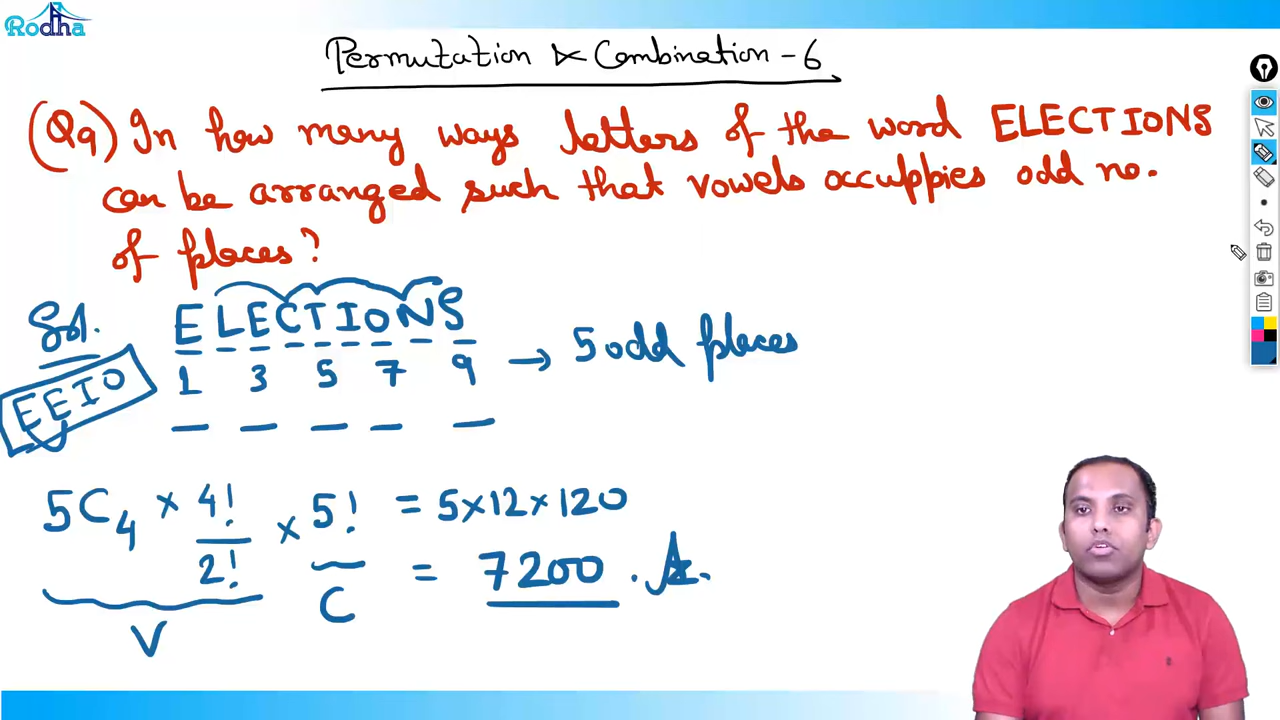 Rodha
Permutation & Combination - 6
(Q9) In how many ways letters of the word ELECTIONS
can be arranged such that vowels occuppies odd no.
of places?
Sol.
E L E C T I O N S
1 3 5 7 9 → 5 odd places
EEIO
5C4 × 4!/2! × 5! = 5×12×120
V C = 7200 . A.